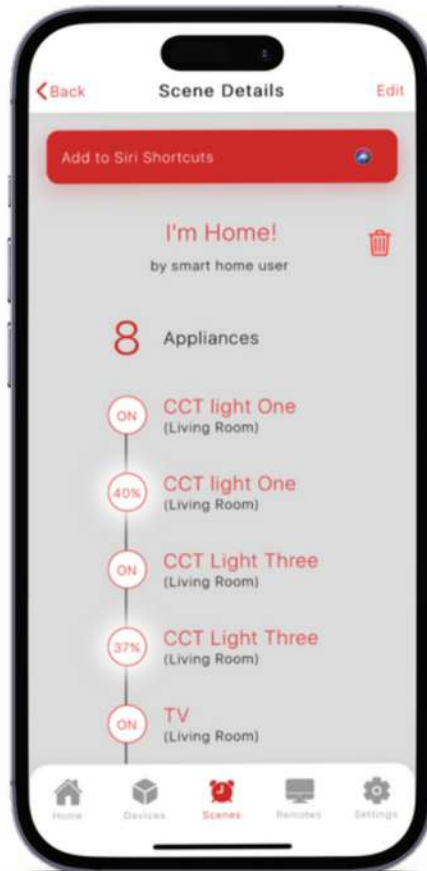 Back
Scene Details
Edit
Add to Siri Shortcuts
I'm Home!
by smart home user
8 Appliances
ON
CCT light One
(Living Room)
40%
CCT light One
(Living Room)
ON
CCT Light Three
(Living Room)
37%
CCT Light Three
(Living Room)
ON
TV
(Living Room)
Home
Devices
Scenes
Remotes
Settings